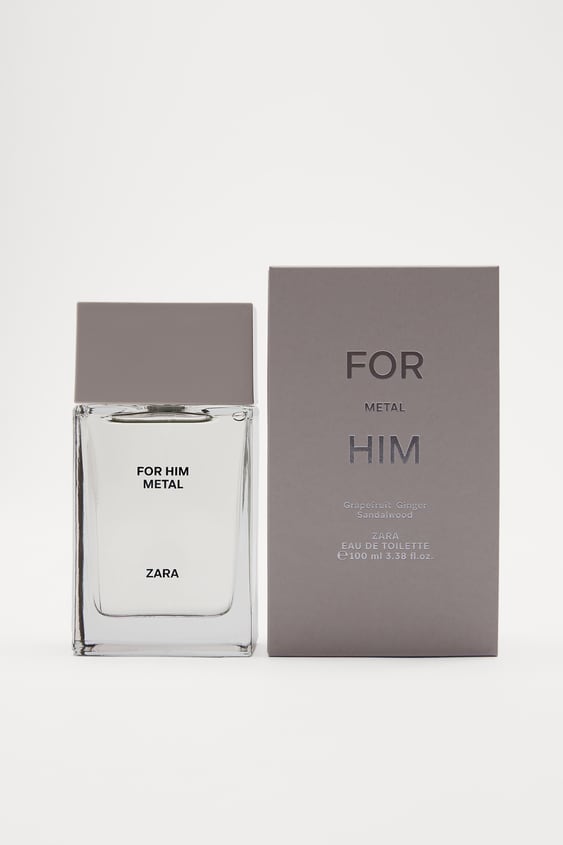 FOR HIM
METAL
ZARA
FOR
METAL
HIM
Grapefruit Ginger
Sandalwood
ZARA
EAU DE TOILETTE
℮100 ml 3.38 fl.oz.